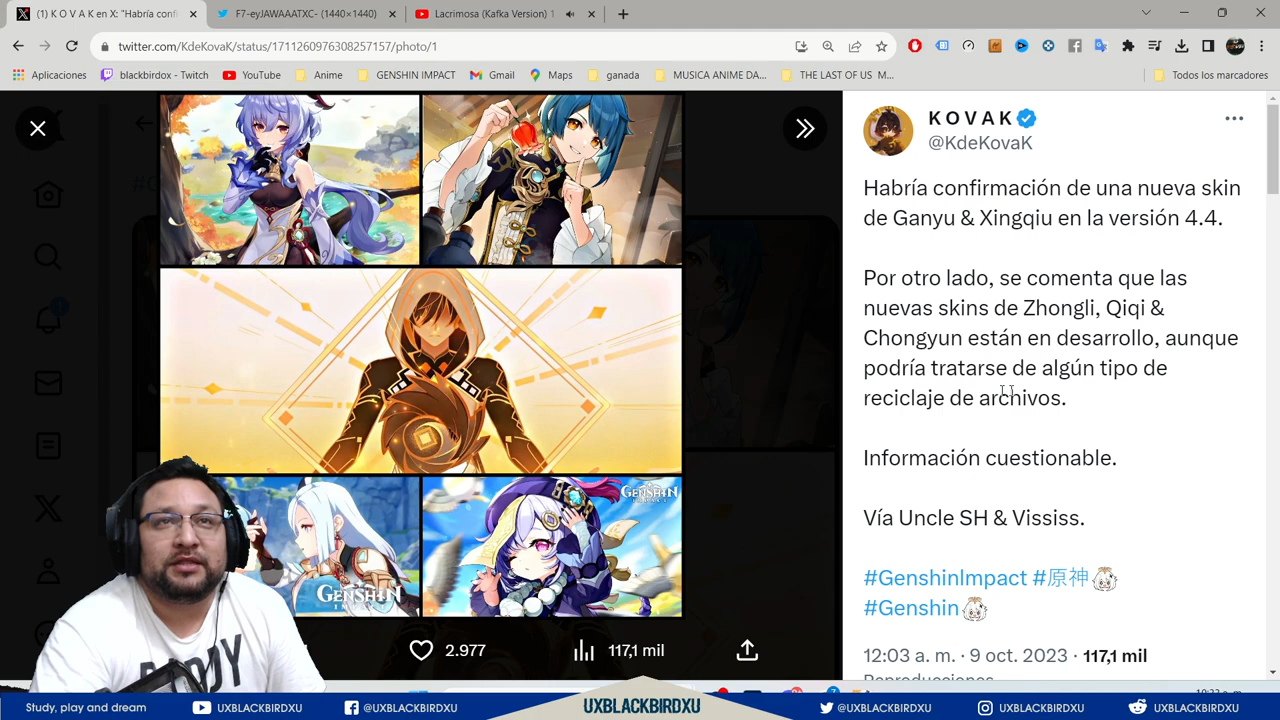 (1) K O V A K en X: "Habría confi
F7-eyJAWAAATXC- (1440×1440)
Lacrimosa (Kafka Version) 1
twitter.com/KdeKovaK/status/1711260976308257157/photo/1
Aplicaciones
blackbirdox - Twitch
YouTube
Anime
GENSHIN IMPACT
Gmail
Maps
ganada
MUSICA ANIME DA...
THE LAST OF US M...
Todos los marcadores
K O V A K
@KdeKovaK
Habría confirmación de una nueva skin
de Ganyu & Xingqiu en la versión 4.4.
Por otro lado, se comenta que las
nuevas skins de Zhongli, Qiqi &
Chongyun están en desarrollo, aunque
podría tratarse de algún tipo de
reciclaje de archivos.
Información cuestionable.
Vía Uncle SH & Vississ.
#GenshinImpact #原神
#Genshin
12:03 a. m. · 9 oct. 2023 · 117,1 mil
Reproducciones
GENSHIN
IMPACT
GENSHIN
IMPACT
2.977
117,1 mil
Study, play and dream
UXBLACKBIRDXU
@UXBLACKBIRDXU
UXBLACKBIRDXU
@UXBLACKBIRDXU
UXBLACKBIRDXU
UXBLACKBIRDXU